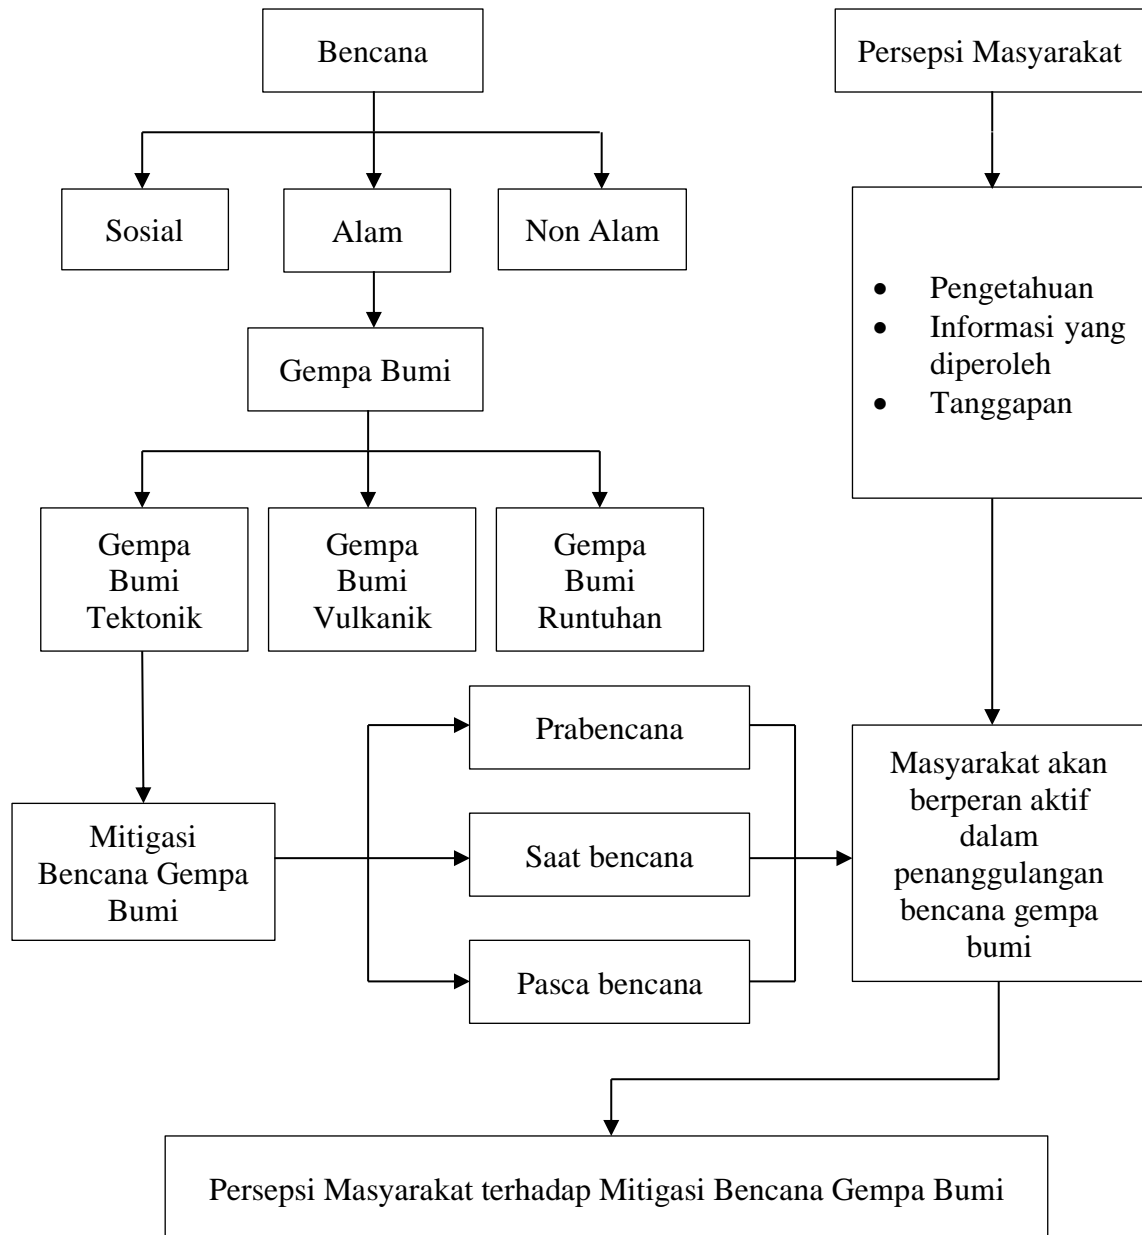 Bencana
Persepsi Masyarakat
Sosial
Alam
Non Alam
• Pengetahuan
• Informasi yang
diperoleh
• Tanggapan
Gempa Bumi
Gempa
Bumi
Tektonik
Gempa
Bumi
Vulkanik
Gempa
Bumi
Runtuhan
Mitigasi
Bencana Gempa
Bumi
Prabencana
Saat bencana
Pasca bencana
Masyarakat akan
berperan aktif
dalam
penanggulangan
bencana gempa
bumi
Persepsi Masyarakat terhadap Mitigasi Bencana Gempa Bumi